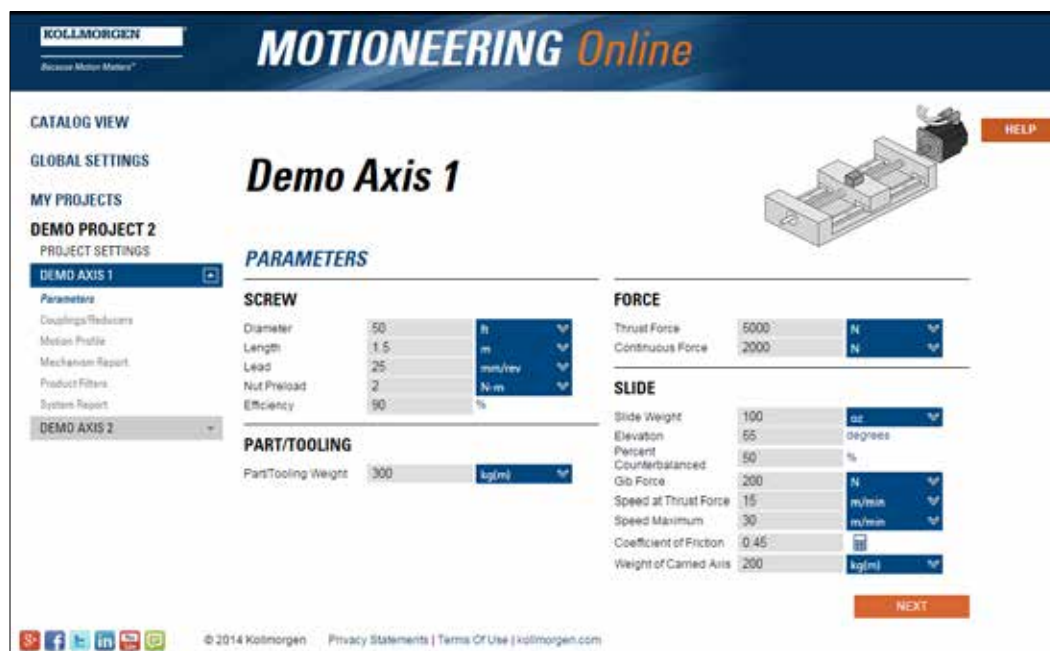 KOLLMORGEN
Because Motion Matters™
MOTIONEERING Online
HELP
CATALOG VIEW
GLOBAL SETTINGS
MY PROJECTS
DEMO PROJECT 2
PROJECT SETTINGS
DEMO AXIS 1
Parameters
Couplings/Reducers
Motion Profile
Mechanism Report
Product Filters
System Report
DEMO AXIS 2
Demo Axis 1
PARAMETERS
SCREW
Diameter 50 ft
Length 1.5 m
Lead 25 mm/rev
Nut Preload 2 N-m
Efficiency 90 %
PART/TOOLING
Part/Tooling Weight 300 kg(m)
FORCE
Thrust Force 5000 N
Continuous Force 2000 N
SLIDE
Slide Weight 100 oz
Elevation 55 degrees
Percent Counterbalanced 50 %
Gib Force 200 N
Speed at Thrust Force 15 m/min
Speed Maximum 30 m/min
Coefficient of Friction 0.45
Weight of Carried Axis 200 kg(m)
NEXT
© 2014 Kollmorgen Privacy Statements | Terms Of Use | kollmorgen.com